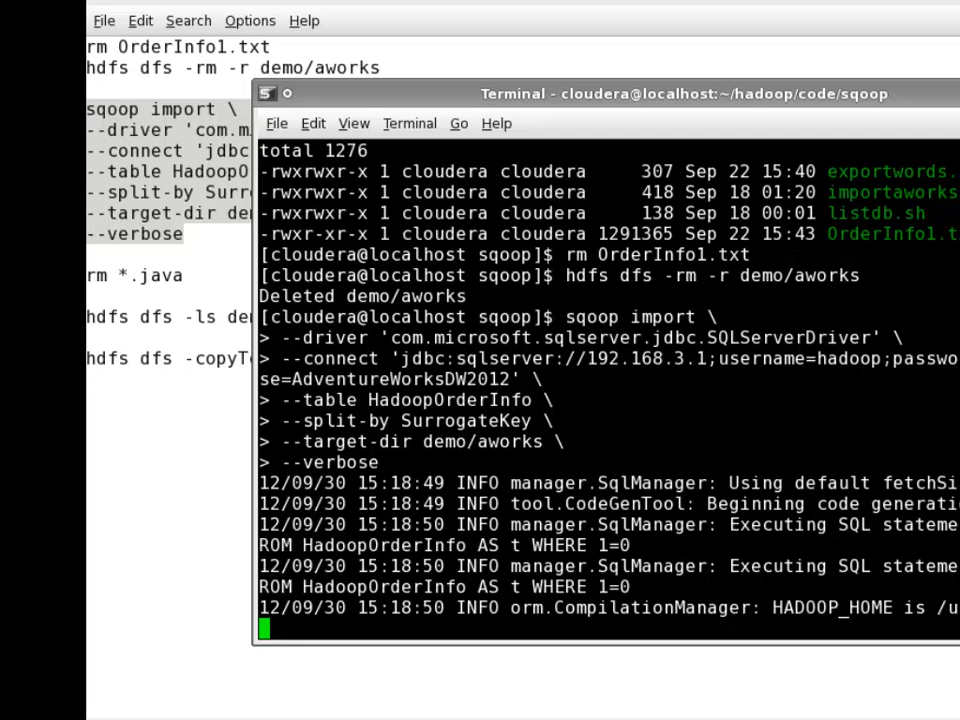 File Edit Search Options Help
rm OrderInfo1.txt
hdfs dfs -rm -r demo/aworks
sqoop import \
--driver 'com.m
--connect 'jdbc
--table HadoopO
--split-by Surr
--target-dir de
--verbose
rm *.java
hdfs dfs -ls de
hdfs dfs -copyT
Terminal - cloudera@localhost:~/hadoop/code/sqoop
File Edit View Terminal Go Help
total 1276
-rwxrwxr-x 1 cloudera cloudera 307 Sep 22 15:40 exportwords.
-rwxrwxr-x 1 cloudera cloudera 418 Sep 18 01:20 importaworks
-rwxrwxr-x 1 cloudera cloudera 138 Sep 18 00:01 listdb.sh
-rwxr-xr-x 1 cloudera cloudera 1291365 Sep 22 15:43 OrderInfo1.t
[cloudera@localhost sqoop]$ rm OrderInfo1.txt
[cloudera@localhost sqoop]$ hdfs dfs -rm -r demo/aworks
Deleted demo/aworks
[cloudera@localhost sqoop]$ sqoop import \
> --driver 'com.microsoft.sqlserver.jdbc.SQLServerDriver' \
> --connect 'jdbc:sqlserver://192.168.3.1;username=hadoop;passwo
se=AdventureWorksDW2012' \
> --table HadoopOrderInfo \
> --split-by SurrogateKey \
> --target-dir demo/aworks \
> --verbose
12/09/30 15:18:49 INFO manager.SqlManager: Using default fetchSi
12/09/30 15:18:49 INFO tool.CodeGenTool: Beginning code generati
12/09/30 15:18:50 INFO manager.SqlManager: Executing SQL stateme
ROM HadoopOrderInfo AS t WHERE 1=0
12/09/30 15:18:50 INFO manager.SqlManager: Executing SQL stateme
ROM HadoopOrderInfo AS t WHERE 1=0
12/09/30 15:18:50 INFO orm.CompilationManager: HADOOP_HOME is /u